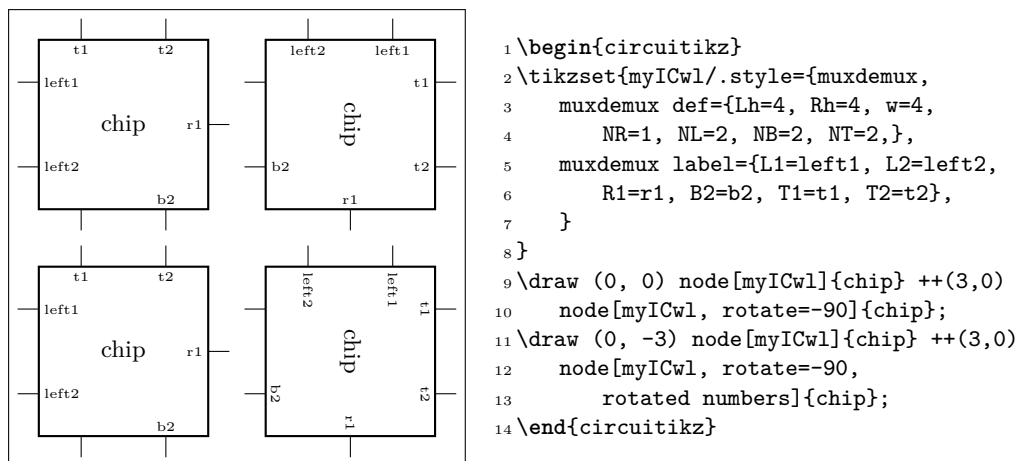 t1 t2
left1
chip
r1
left2
b2
left2 left1
t1
chip
b2
t2
r1
t1 t2
left1
chip
r1
left2
b2
left2 left1
t1
chip
b2
t2
r1
1 \begin{circuitikz}
2 \tikzset{myICwl/.style={muxdemux,
3 muxdemux def={Lh=4, Rh=4, w=4,
4 NR=1, NL=2, NB=2, NT=2,},
5 muxdemux label={L1=left1, L2=left2,
6 R1=r1, B2=b2, T1=t1, T2=t2},
7 }
8 }
9 \draw (0, 0) node[myICwl]{chip} ++(3,0)
10 node[myICwl, rotate=-90]{chip};
11 \draw (0, -3) node[myICwl]{chip} ++(3,0)
12 node[myICwl, rotate=-90,
13 rotated numbers]{chip};
14 \end{circuitikz}